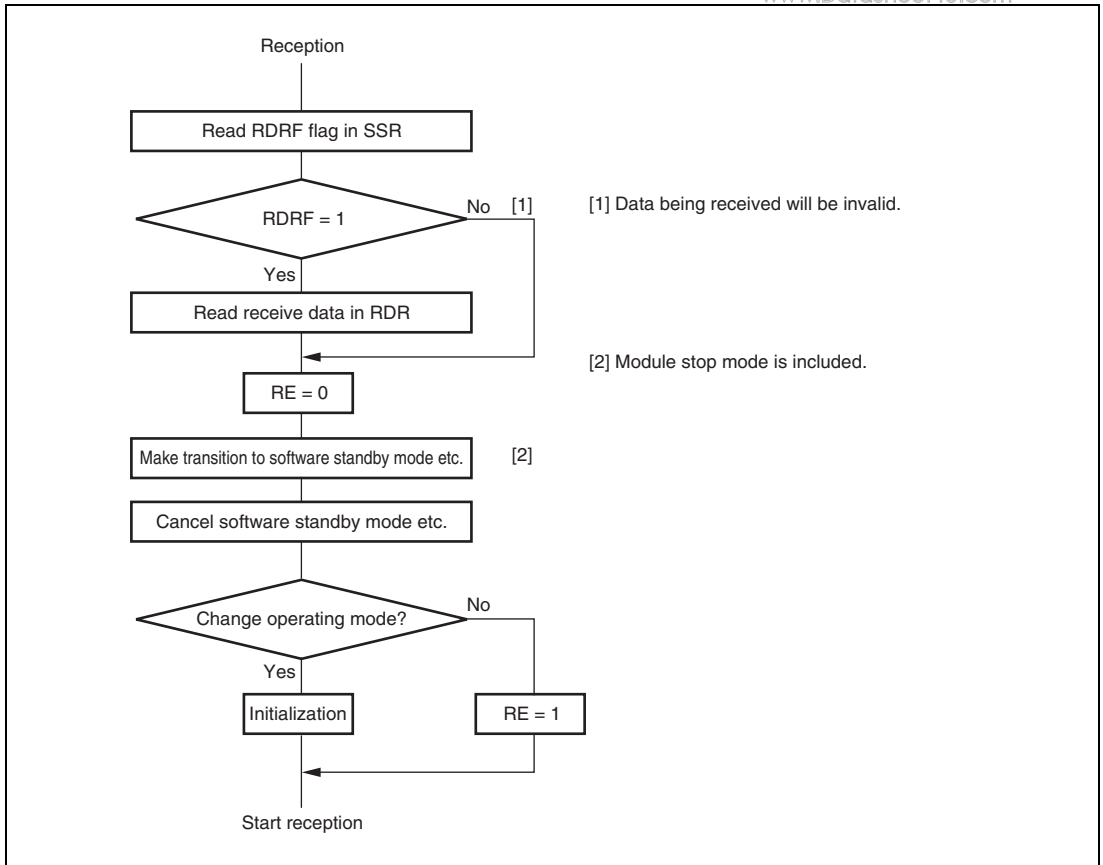 Reception
Read RDRF flag in SSR
RDRF = 1
No [1]
[1] Data being received will be invalid.
Yes
Read receive data in RDR
[2] Module stop mode is included.
RE = 0
Make transition to software standby mode etc.
[2]
Cancel software standby mode etc.
Change operating mode?
No
Yes
Initialization
RE = 1
Start reception